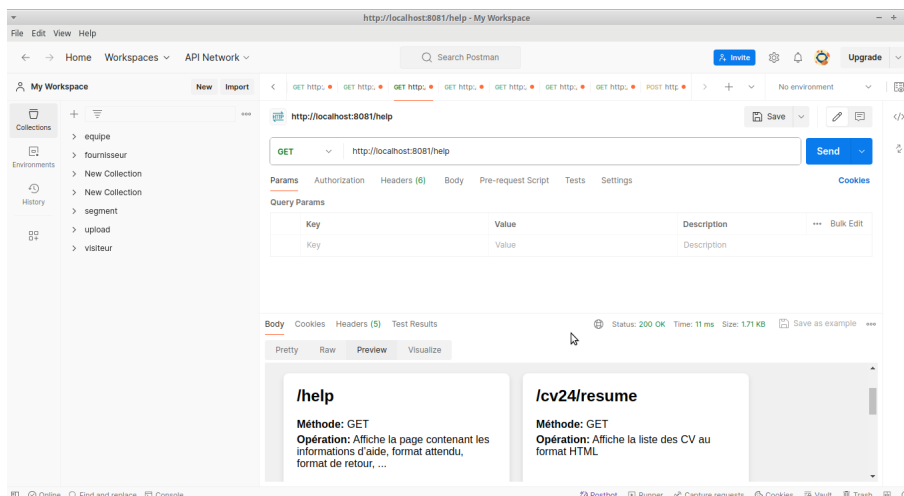 http://localhost:8081/help - My Workspace
File Edit View Help
Home Workspaces API Network
Search Postman
Invite
Upgrade
My Workspace
New Import
GET http:, GET http:, GET http:, GET http:, GET http:, GET http:, GET http:, POST http
No environment
Collections
Environments
History
equipe
fournisseur
New Collection
New Collection
segment
upload
visiteur
HTTP http://localhost:8081/help
Save
GET http://localhost:8081/help
Send
Params Authorization Headers (6) Body Pre-request Script Tests Settings
Cookies
Query Params
Key Value Description Bulk Edit
Key Value Description
Body Cookies Headers (5) Test Results
Status: 200 OK Time: 11 ms Size: 1.71 KB Save as example
Pretty Raw Preview Visualize
/help
Méthode: GET
Opération: Affiche la page contenant les
informations d'aide, format attendu,
format de retour, ...
/cv24/resume
Méthode: GET
Opération: Affiche la liste des CV au
format HTML
Online Find and replace Console
Postbot Runner Capture requests Cookies Vault Trash